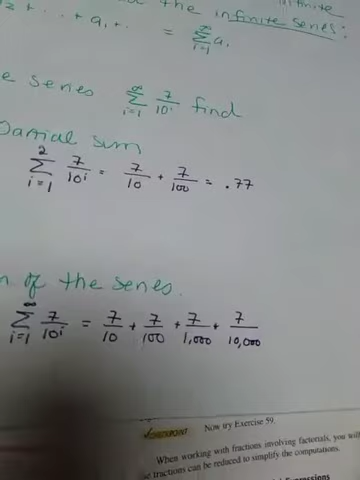 the infinite series:
+ . . + aᵢ + . . = ∞ ∑ i=1 aᵢ
series ∞ ∑ i=1 7/10ⁱ find
Partial sum
2 ∑ i=1 7/10ⁱ = 7/10 + 7/100 = .77
of the series.
∞ ∑ i=1 7/10ⁱ = 7/10 + 7/100 + 7/1,000 + 7/10,000
CHECKPOINT Now try Exercise 59.
When working with fractions involving factorials, you will
fractions can be reduced to simplify the computations.